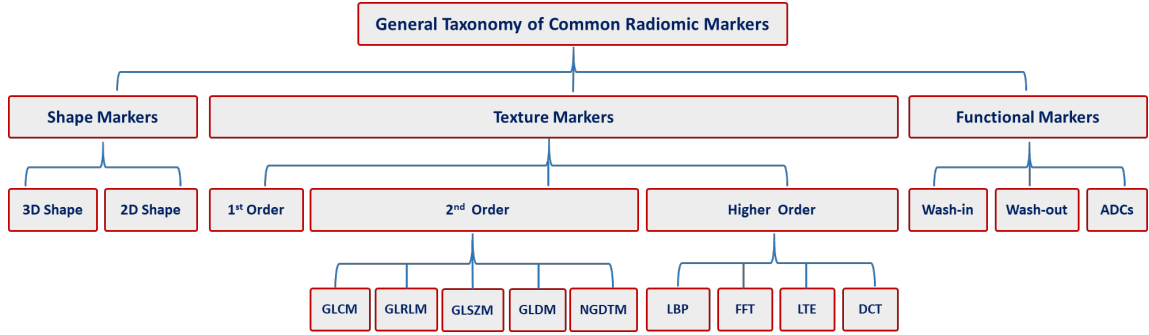 General Taxonomy of Common Radiomic Markers
Shape Markers
Texture Markers
Functional Markers
3D Shape
2D Shape
1st Order
2nd Order
Higher Order
Wash-in
Wash-out
ADCs
GLCM
GLRLM
GLSZM
GLDM
NGDTM
LBP
FFT
LTE
DCT